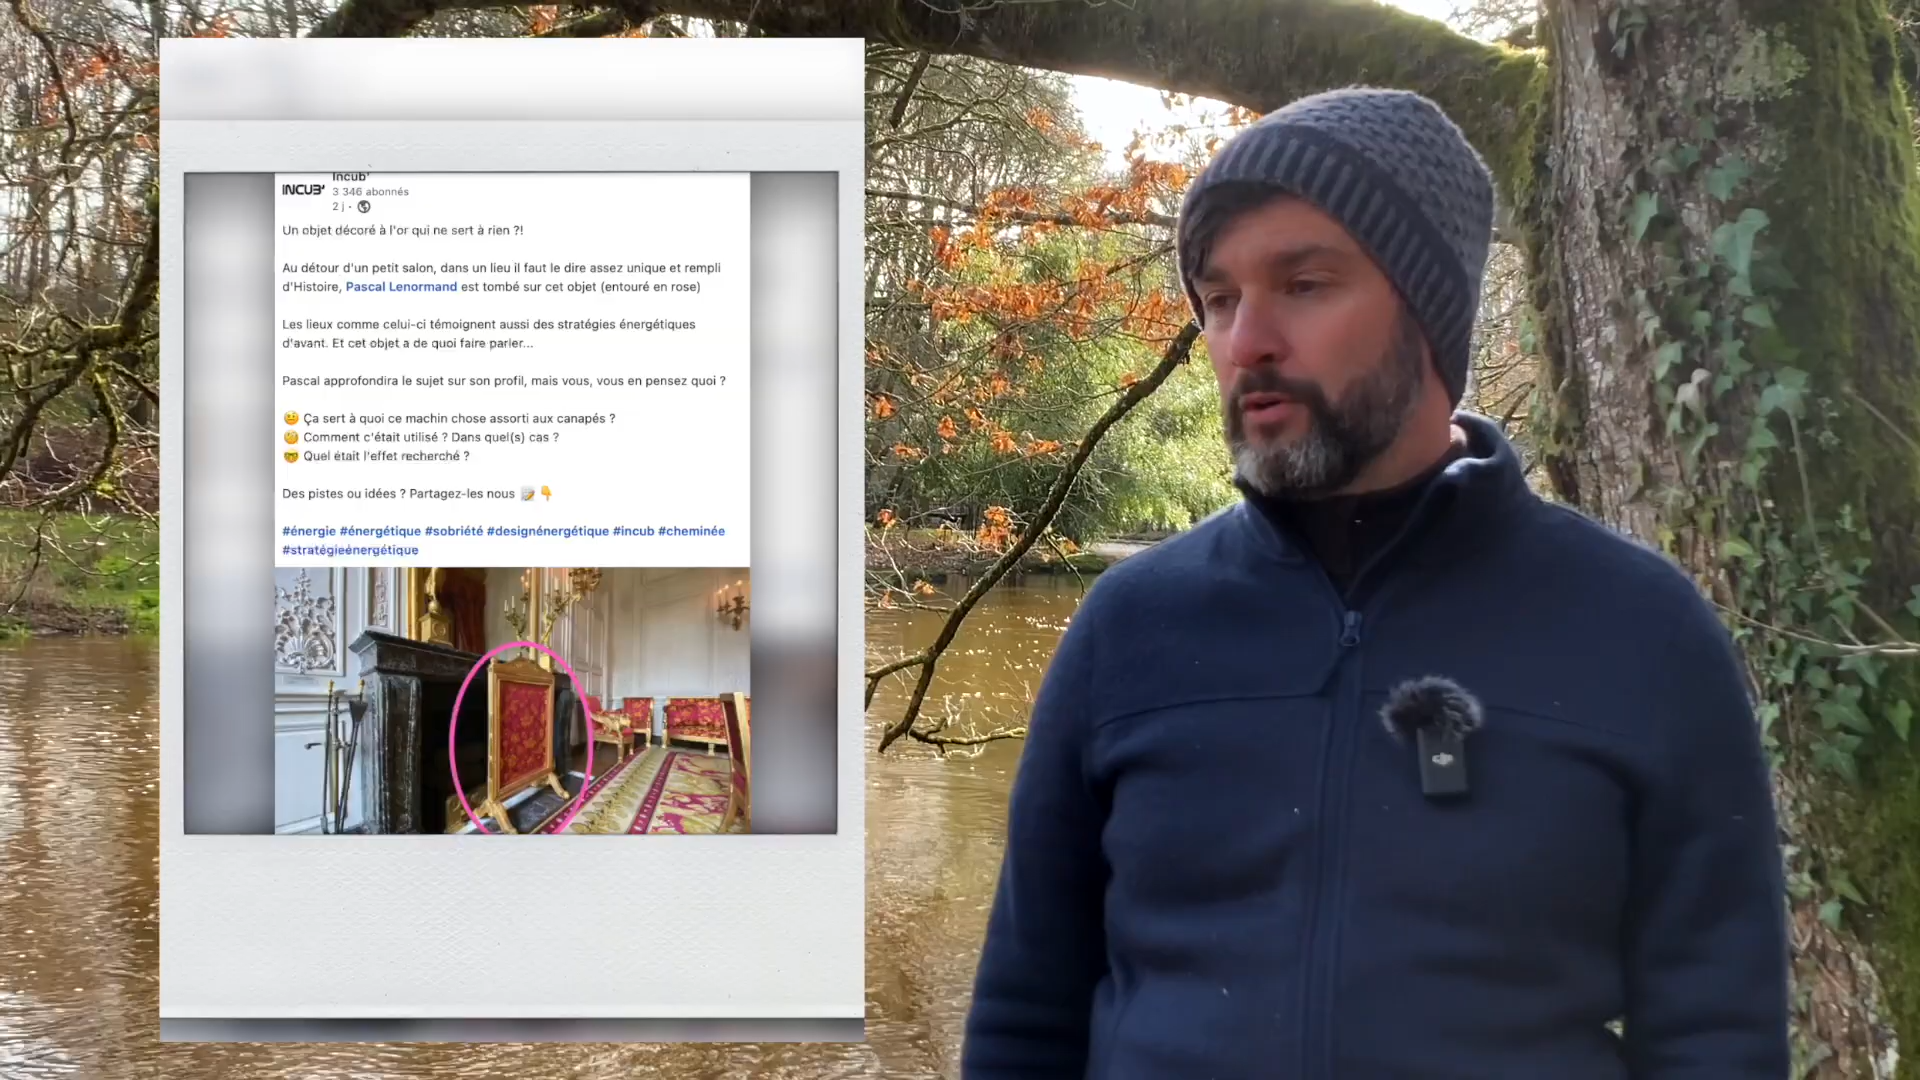 Incub'
INCUB'
3 346 abonnés
2 j •
Un objet décoré à l'or qui ne sert à rien ?!
Au détour d'un petit salon, dans un lieu il faut le dire assez unique et rempli
d'Histoire, Pascal Lenormand est tombé sur cet objet (entouré en rose)
Les lieux comme celui-ci témoignent aussi des stratégies énergétiques
d'avant. Et cet objet a de quoi faire parler...
Pascal approfondira le sujet sur son profil, mais vous, vous en pensez quoi ?
🤨 Ça sert à quoi ce machin chose assorti aux canapés ?
🧐 Comment c'était utilisé ? Dans quel(s) cas ?
🤓 Quel était l'effet recherché ?
Des pistes ou idées ? Partagez-les nous 📝 👇
#énergie #énergétique #sobriété #designénergétique #incub #cheminée
#stratégieénergétique
dji